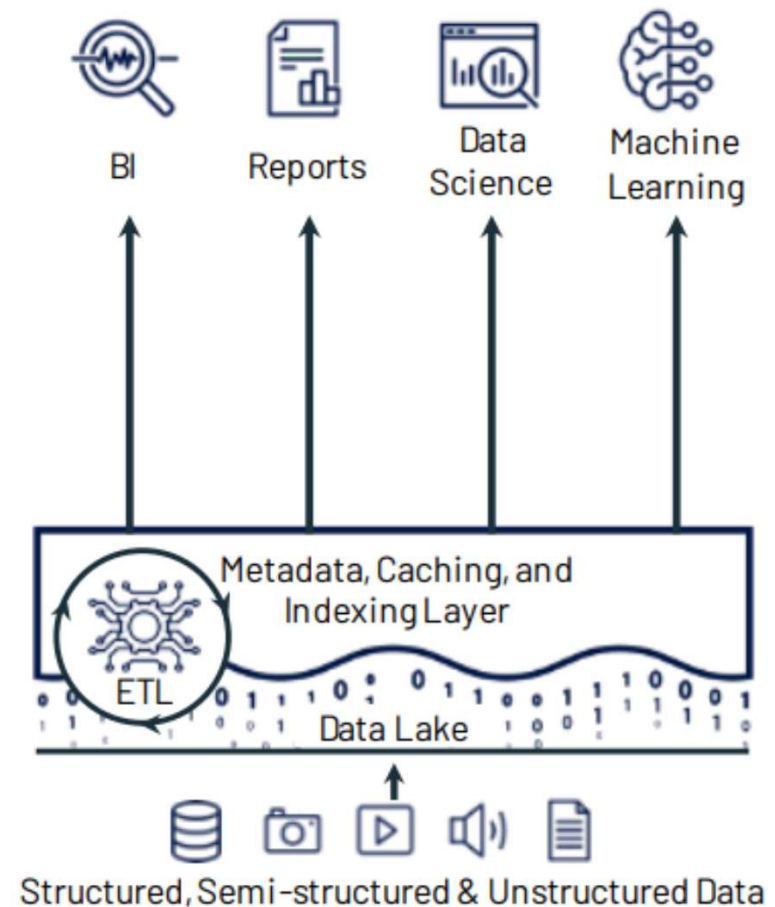 BI
Reports
Data
Science
Machine
Learning
Metadata, Caching, and
Indexing Layer
ETL
Data Lake
Structured, Semi-structured & Unstructured Data